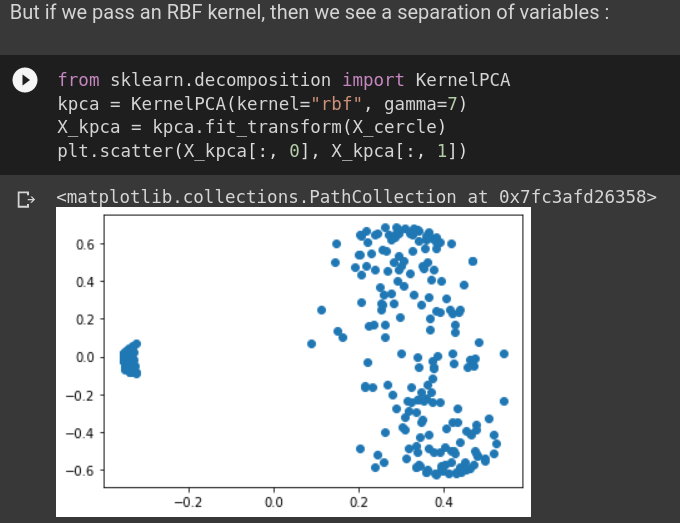 But if we pass an RBF kernel, then we see a separation of variables :
from sklearn.decomposition import KernelPCA
kpca = KernelPCA(kernel="rbf", gamma=7)
X_kpca = kpca.fit_transform(X_cercle)
plt.scatter(X_kpca[:, 0], X_kpca[:, 1])
<matplotlib.collections.PathCollection at 0x7fc3afd26358>
0.6
0.4
0.2
0.0
−0.2
−0.4
−0.6
−0.2 0.0 0.2 0.4